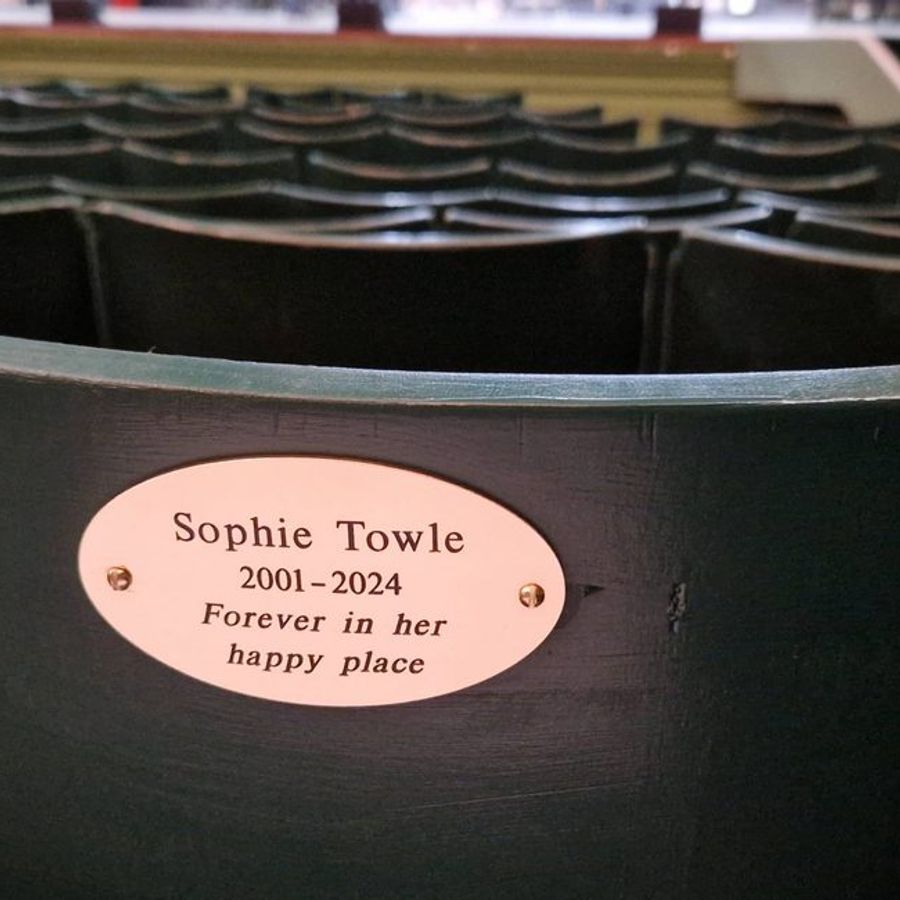 Sophie Towle
2001–2024
Forever in her
happy place